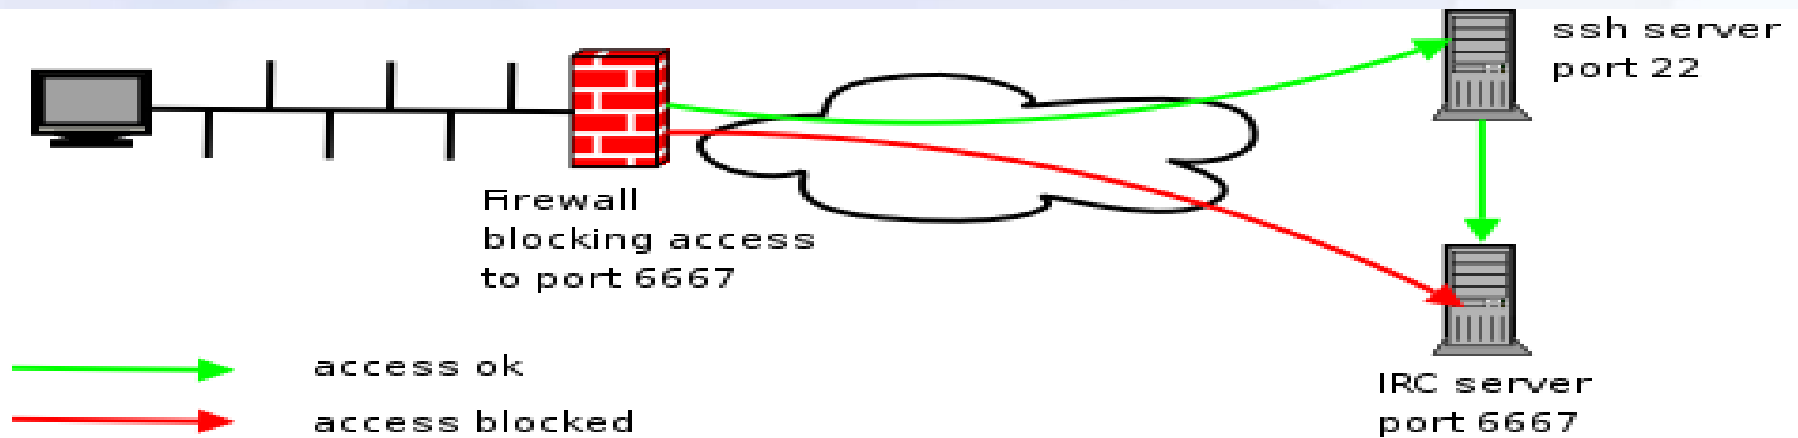 ssh server
port 22
Firewall
blocking access
to port 6667
access ok
access blocked
IRC server
port 6667